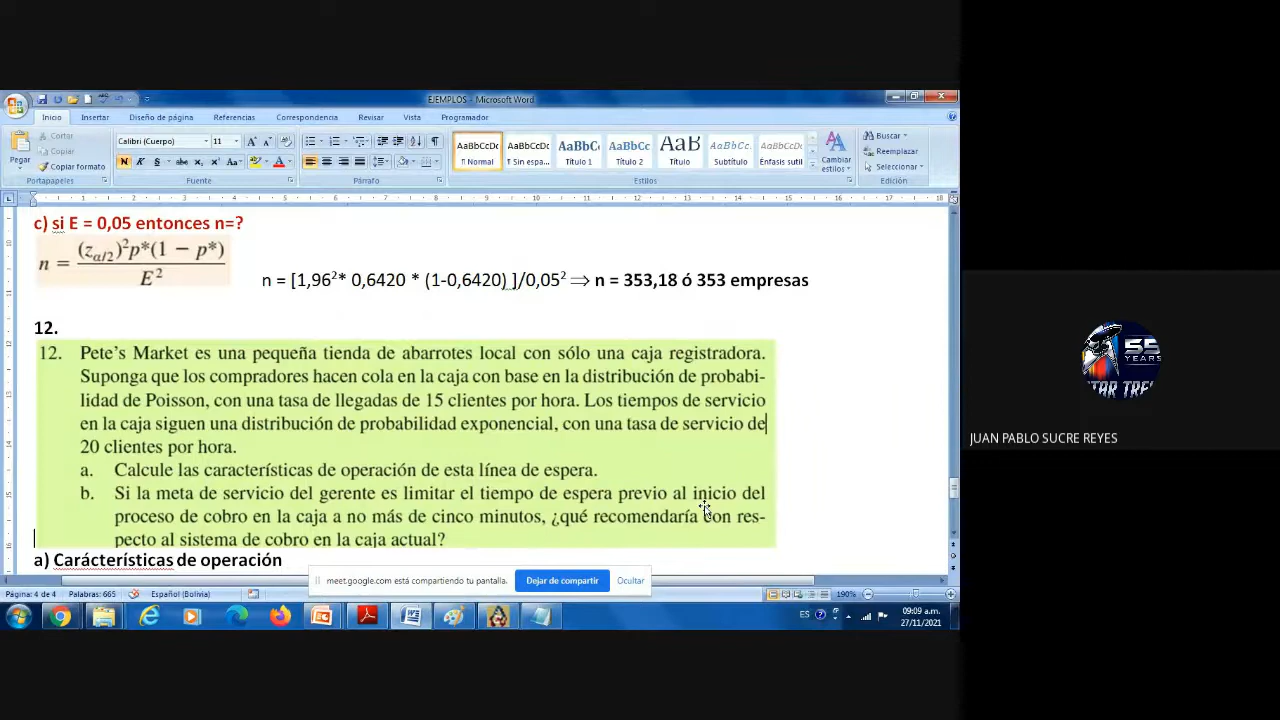 EJEMPLOS - Microsoft Word
Inicio Insertar Diseño de página Referencias Correspondencia Revisar Vista Programador
Pegar
Cortar
Copiar
Copiar formato
Portapapeles
Calibri (Cuerpo) 11
Fuente
Párrafo
AaBbCcDc AaBbCcDc AaBbCc AaBbCc AaB AaBbCc. AaBbCcDc
¶ Normal ¶ Sin espa... Título 1 Título 2 Título Subtítulo Énfasis sutil
Cambiar estilos
Estilos
Buscar
Reemplazar
Seleccionar
Edición
c) si E = 0,05 entonces n=?
n = (zα/2)²p*(1 − p*) / E²
n = [1,96²* 0,6420 * (1-0,6420) ]/0,05² ⇒ n = 353,18 ó 353 empresas
12.
12. Pete's Market es una pequeña tienda de abarrotes local con sólo una caja registradora.
Suponga que los compradores hacen cola en la caja con base en la distribución de probabi-
lidad de Poisson, con una tasa de llegadas de 15 clientes por hora. Los tiempos de servicio
en la caja siguen una distribución de probabilidad exponencial, con una tasa de servicio de
20 clientes por hora.
a. Calcule las características de operación de esta línea de espera.
b. Si la meta de servicio del gerente es limitar el tiempo de espera previo al inicio del
proceso de cobro en la caja a no más de cinco minutos, ¿qué recomendaría con res-
pecto al sistema de cobro en la caja actual?
a) Carácterísticas de operación
meet.google.com está compartiendo tu pantalla. Dejar de compartir Ocultar
Página: 4 de 4 Palabras: 665 Español (Bolivia) 190%
ES 09:09 a.m.
27/11/2021
55
YEARS
STAR TREK
JUAN PABLO SUCRE REYES